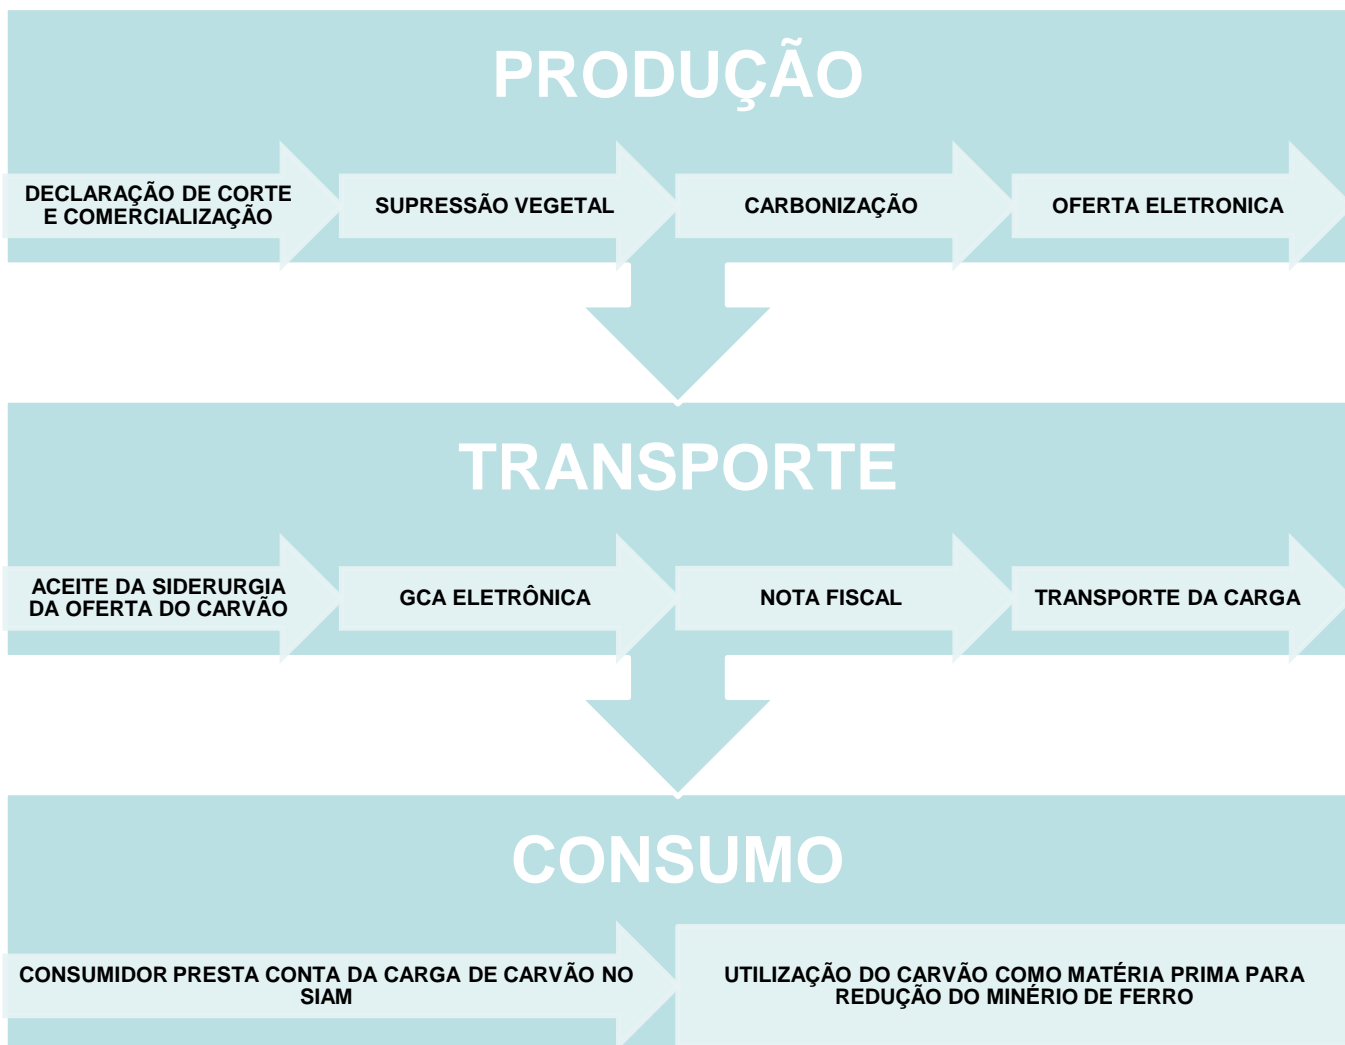 PRODUÇÃO
DECLARAÇÃO DE CORTE
E COMERCIALIZAÇÃO
SUPRESSÃO VEGETAL
CARBONIZAÇÃO
OFERTA ELETRONICA
TRANSPORTE
ACEITE DA SIDERURGIA
DA OFERTA DO CARVÃO
GCA ELETRÔNICA
NOTA FISCAL
TRANSPORTE DA CARGA
CONSUMO
CONSUMIDOR PRESTA CONTA DA CARGA DE CARVÃO NO
SIAM
UTILIZAÇÃO DO CARVÃO COMO MATÉRIA PRIMA PARA
REDUÇÃO DO MINÉRIO DE FERRO